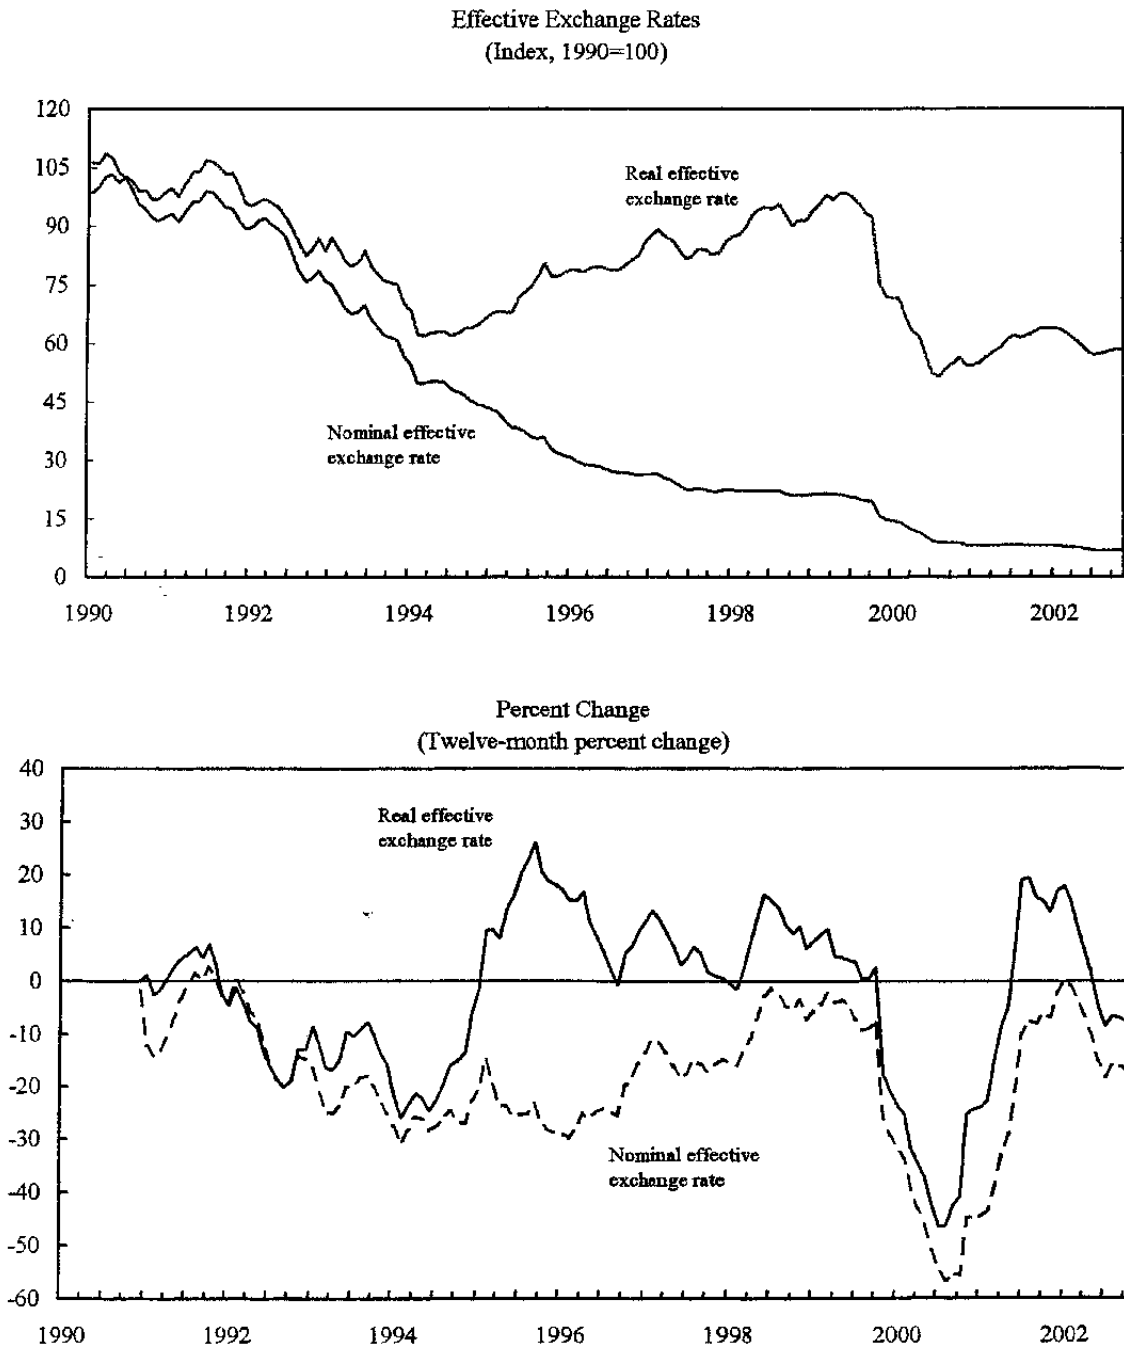 Effective Exchange Rates
(Index, 1990=100)
120
105
90
75
60
45
30
15
0
Real effective
exchange rate
Nominal effective
exchange rate
1990 1992 1994 1996 1998 2000 2002
Percent Change
(Twelve-month percent change)
40
30
20
10
0
-10
-20
-30
-40
-50
-60
Real effective
exchange rate
Nominal effective
exchange rate
1990 1992 1994 1996 1998 2000 2002